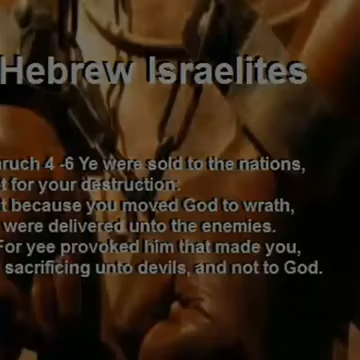 Hebrew Israelites
ruch 4 -6 Ye were sold to the nations,
t for your destruction:
t because you moved God to wrath,
were delivered unto the enemies.
For yee provoked him that made you,
sacrificing unto devils, and not to God.